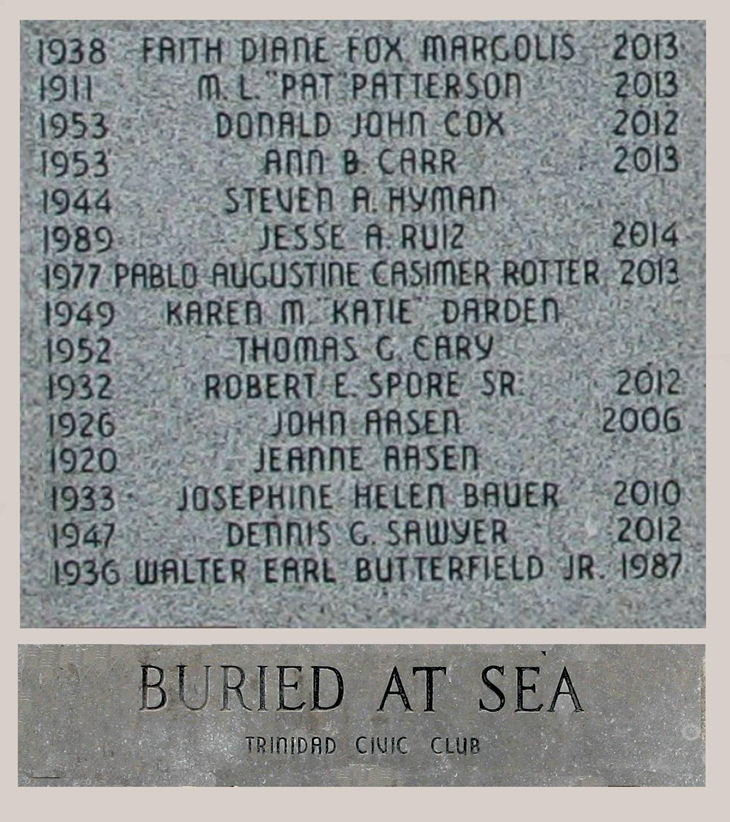 1938 FAITH DIANE FOX MARGOLIS 2013
1911 M. L. "PAT" PATTERSON 2013
1953 DONALD JOHN COX 2012
1953 ANN B. CARR 2013
1944 STEVEN A. HYMAN
1989 JESSE A. RUIZ 2014
1977 PABLO AUGUSTINE CASIMER ROTTER 2013
1949 KAREN M. "KATIE" DARDEN
1952 THOMAS G. CARY
1932 ROBERT E. SPORE SR. 2012
1926 JOHN AASEN 2006
1920 JEANNE AASEN
1933 JOSEPHINE HELEN BAUER 2010
1947 DENNIS G. SAWYER 2012
1936 WALTER EARL BUTTERFIELD JR. 1987
BURIED AT SEA
TRINIDAD CIVIC CLUB